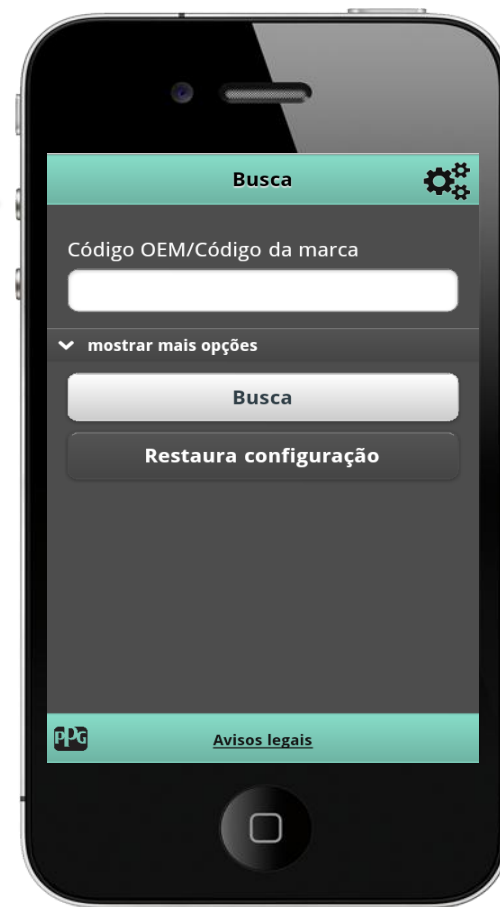 Busca
Código OEM/Código da marca
mostrar mais opções
Busca
Restaura configuração
PPG
Avisos legais